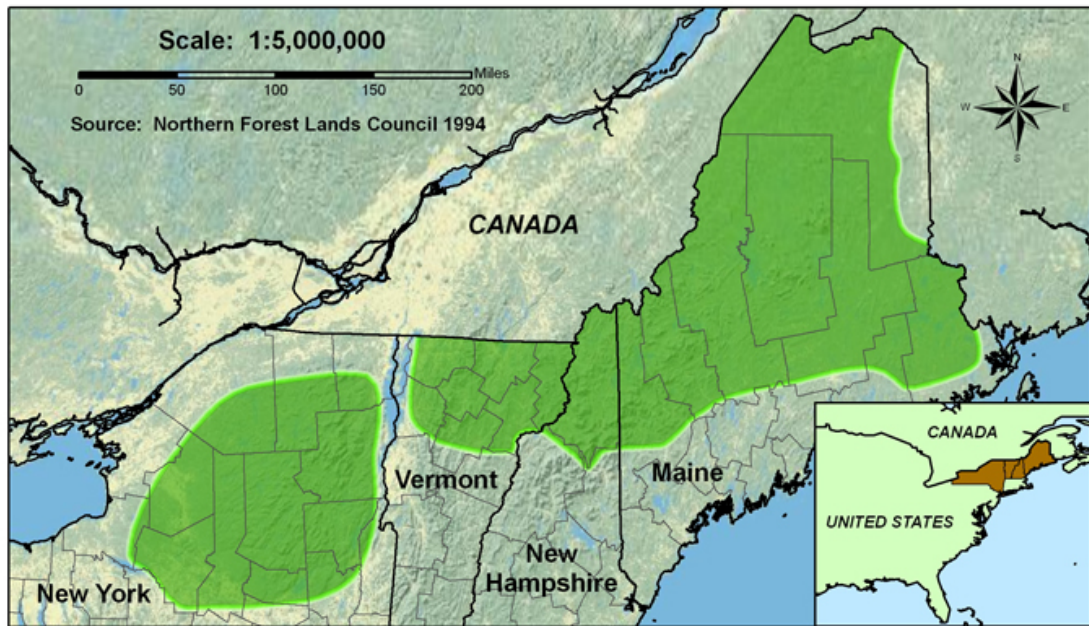 Scale: 1:5,000,000
Miles
0 50 100 150 200
Source: Northern Forest Lands Council 1994
N
W E
S
CANADA
Vermont
Maine
New
Hampshire
New York
CANADA
UNITED STATES